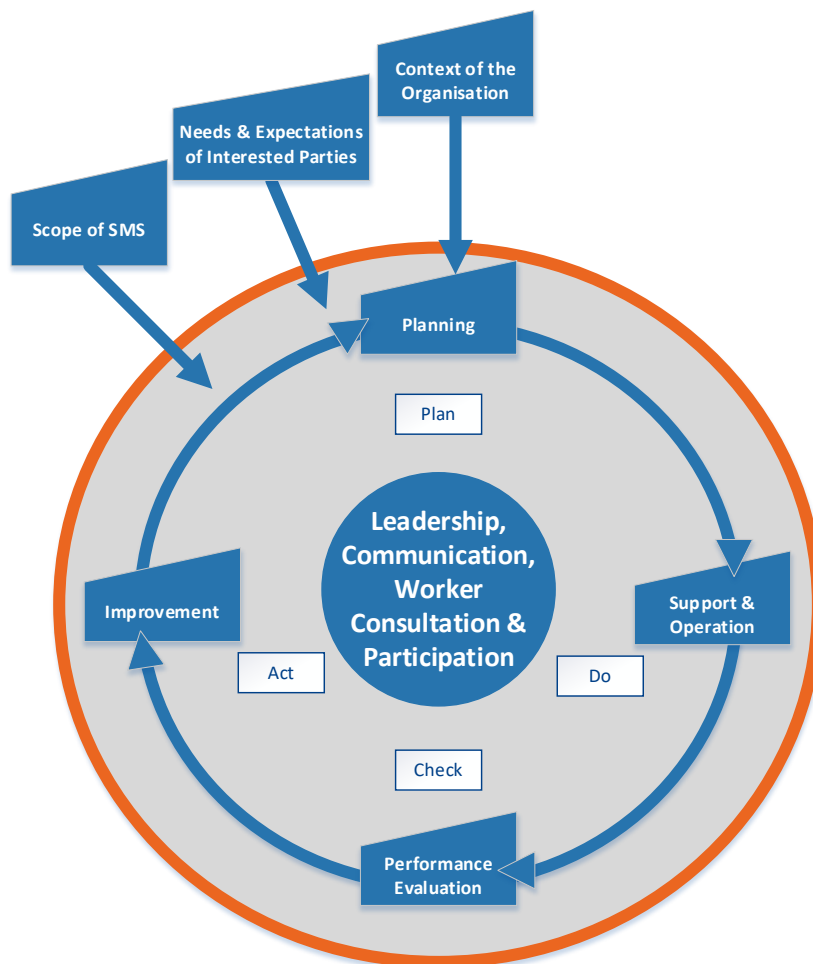 Context of the
Organisation
Needs & Expectations
of Interested Parties
Scope of SMS
Planning
Plan
Leadership,
Communication,
Worker
Consultation &
Participation
Improvement
Support &
Operation
Act
Do
Check
Performance
Evaluation